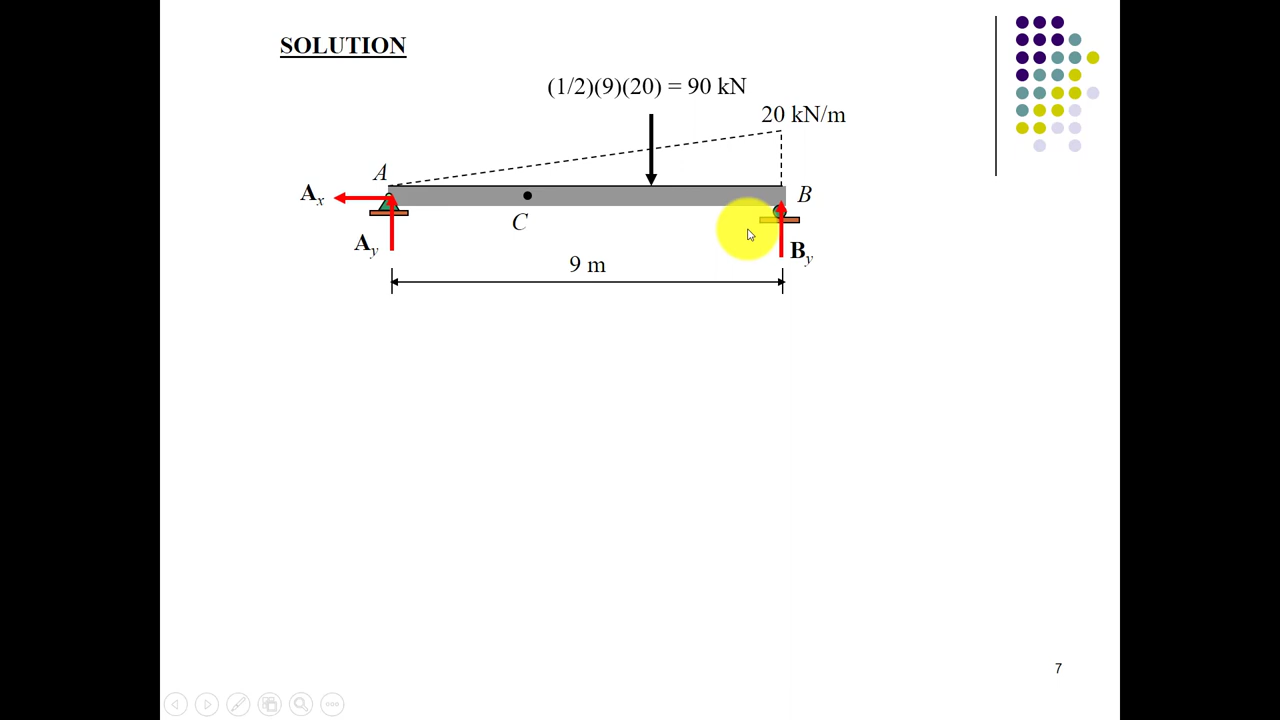 SOLUTION
(1/2)(9)(20) = 90 kN
20 kN/m
A
Ax
B
C
Ay
By
9 m
7